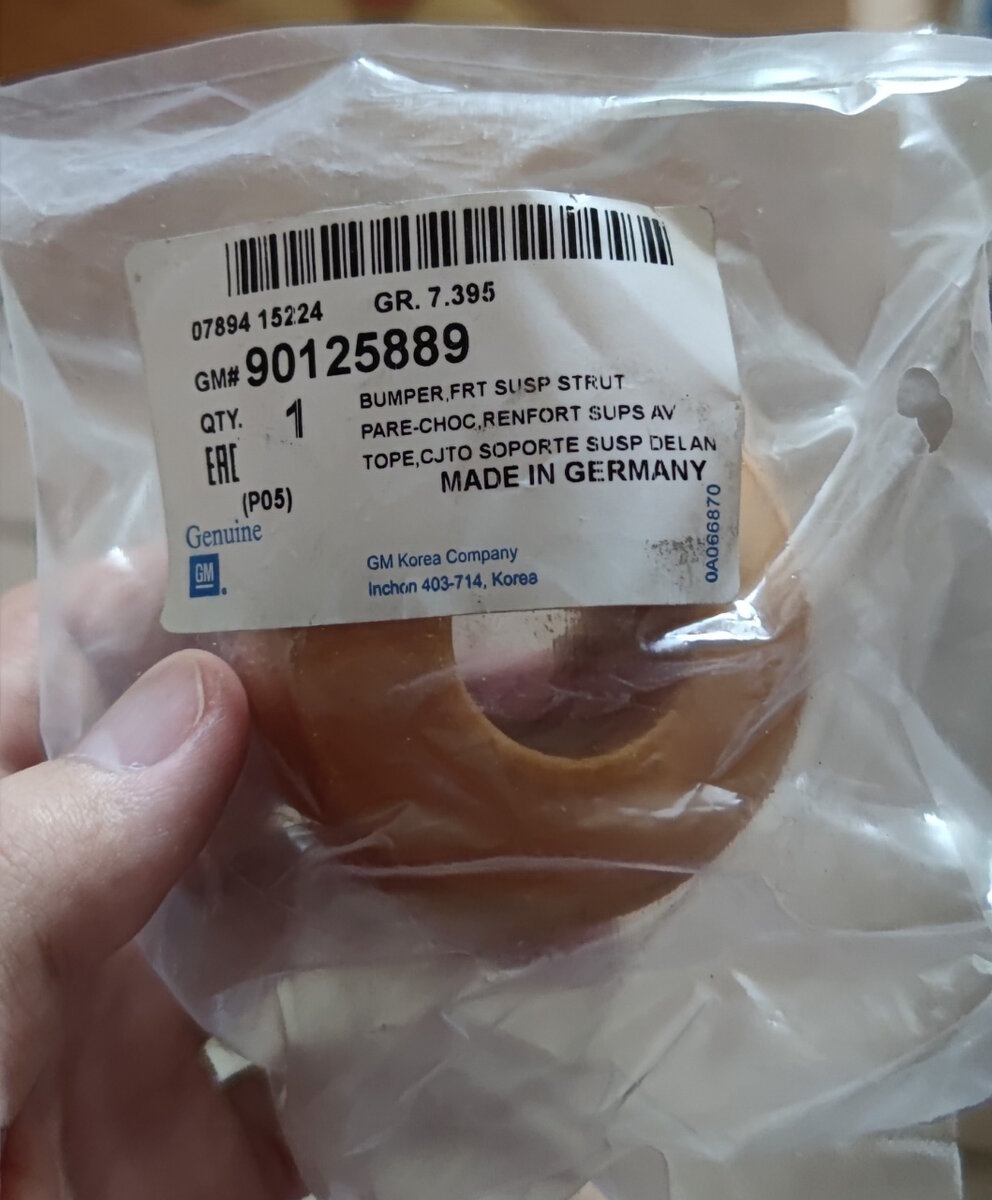 07894 15224 GR. 7.395
GM# 90125889
QTY. 1
BUMPER,FRT SUSP STRUT
PARE-CHOC,RENFORT SUPS AV
TOPE,CJTO SOPORTE SUSP DELAN
EAC
MADE IN GERMANY
(P05)
Genuine
GM
GM Korea Company
Inchon 403-714, Korea
0A066870